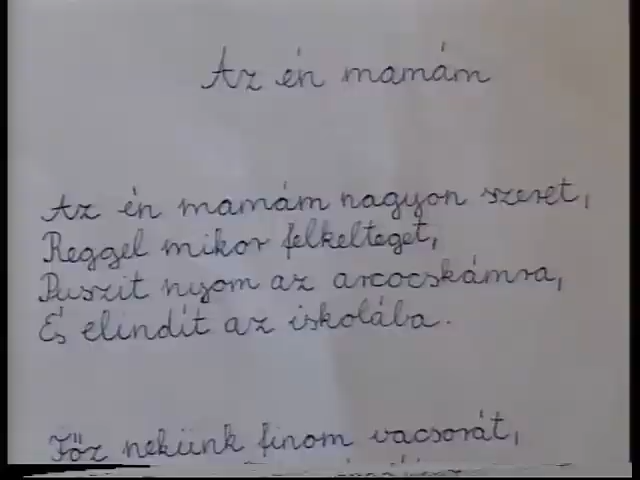 Az én mamám
Az én mamám nagyon szeret,
Reggel mikor felkelteget,
Puszit nyom az arcocskámra,
És elindít az iskolába.
Főz nekünk finom vacsorát,